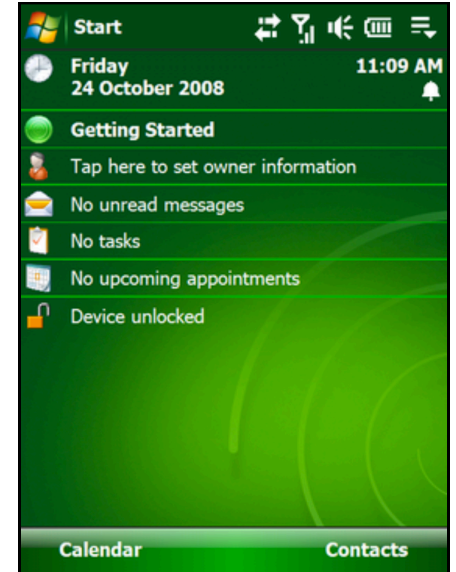 Start
Friday
11:09 AM
24 October 2008
Getting Started
Tap here to set owner information
No unread messages
No tasks
No upcoming appointments
Device unlocked
Calendar Contacts